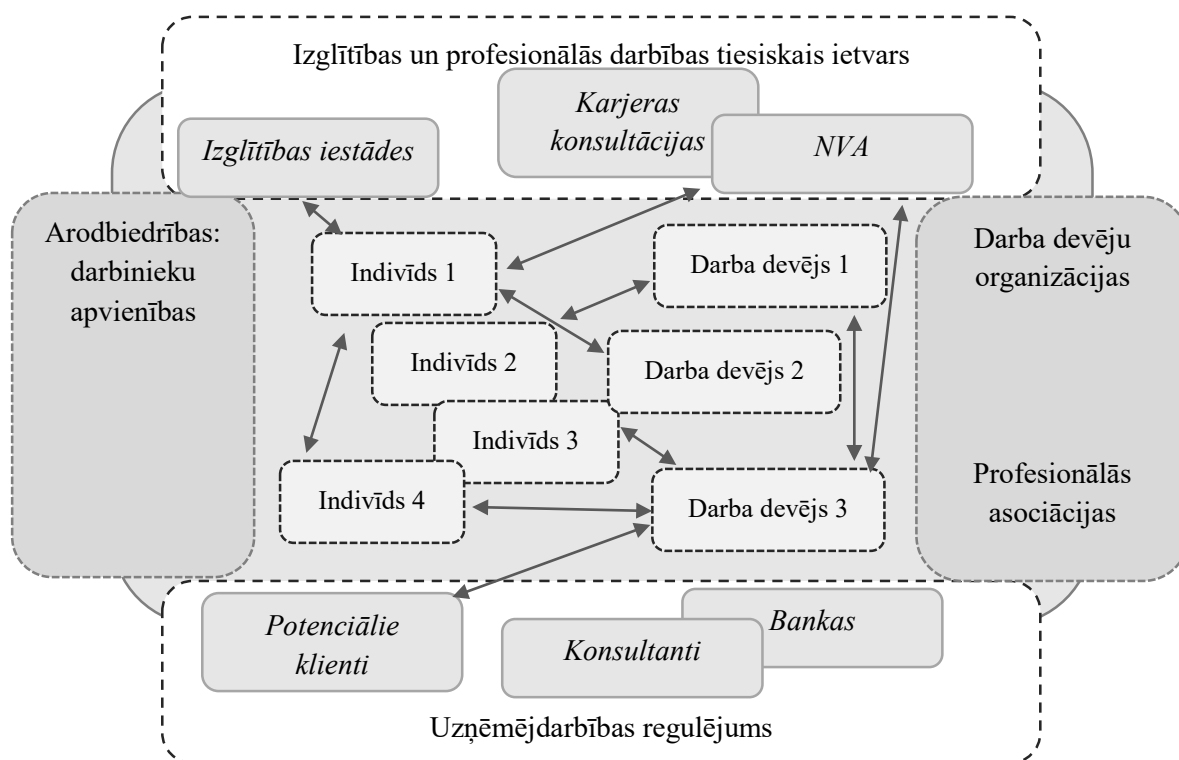 Izglītības un profesionālās darbības tiesiskais ietvars
Karjeras
konsultācijas
Izglītības iestādes
NVA
Arodbiedrības:
darbinieku
apvienības
Darba devēju
organizācijas
Indivīds 1
Darba devējs 1
Indivīds 2
Darba devējs 2
Indivīds 3
Indivīds 4
Darba devējs 3
Profesionālās
asociācijas
Potenciālie
klienti
Konsultanti
Bankas
Uzņēmējdarbības regulējums